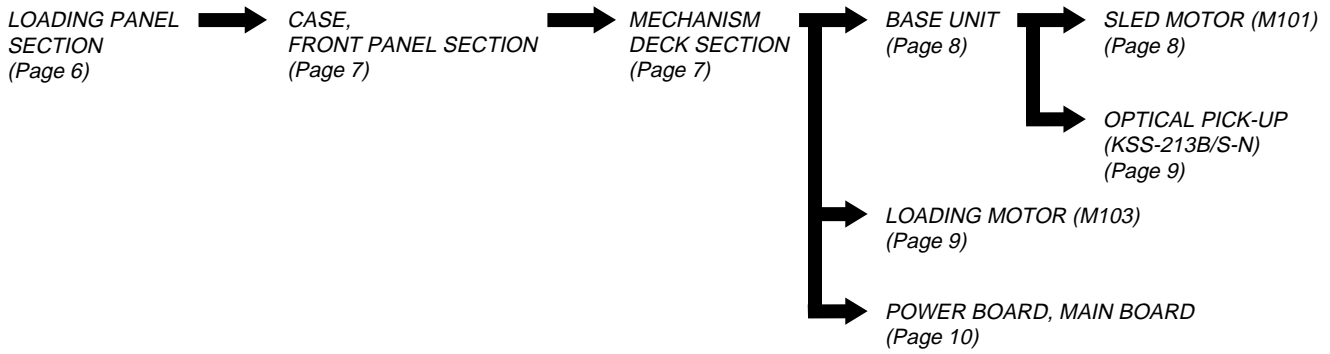 LOADING PANEL
SECTION
(Page 6)
CASE,
FRONT PANEL SECTION
(Page 7)
MECHANISM
DECK SECTION
(Page 7)
BASE UNIT
(Page 8)
SLED MOTOR (M101)
(Page 8)
OPTICAL PICK-UP
(KSS-213B/S-N)
(Page 9)
LOADING MOTOR (M103)
(Page 9)
POWER BOARD, MAIN BOARD
(Page 10)